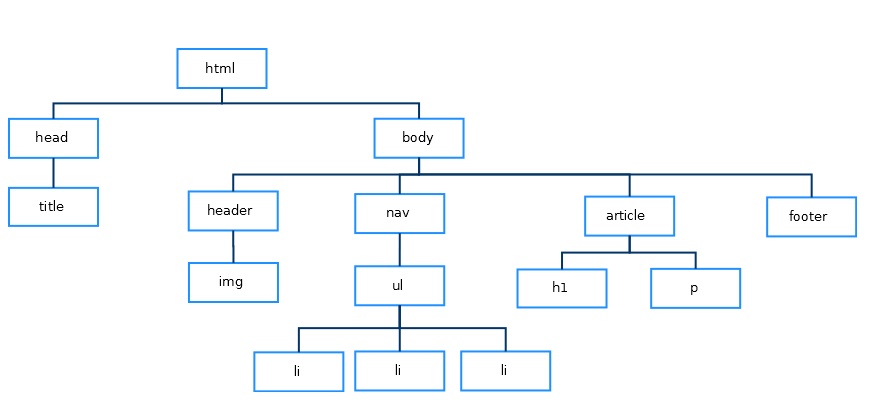 html
head
body
title
header
nav
article
footer
img
ul
h1
p
li
li
li